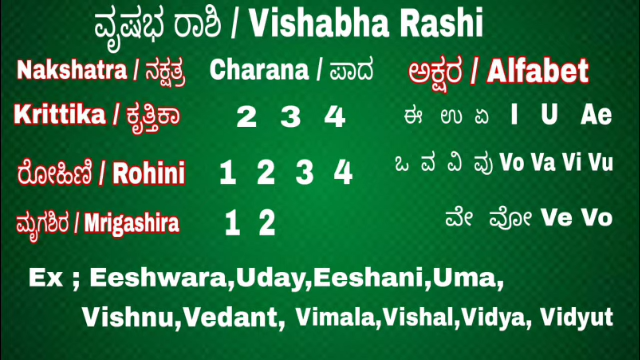 ವೃಷಭ ರಾಶಿ / Vishabha Rashi
Nakshatra / ನಕ್ಷತ್ರ Charana / ಪಾದ ಅಕ್ಷರ / Alfabet
Krittika / ಕೃತ್ತಿಕಾ 2 3 4 ಈ ಉ ಏ I U Ae
ರೋಹಿಣಿ / Rohini 1 2 3 4 ಒ ವ ವಿ ವು Vo Va Vi Vu
ಮೃಗಶಿರ / Mrigashira 1 2 ವೇ ವೋ Ve Vo
Ex ; Eeshwara,Uday,Eeshani,Uma,
Vishnu,Vedant, Vimala,Vishal,Vidya, Vidyut